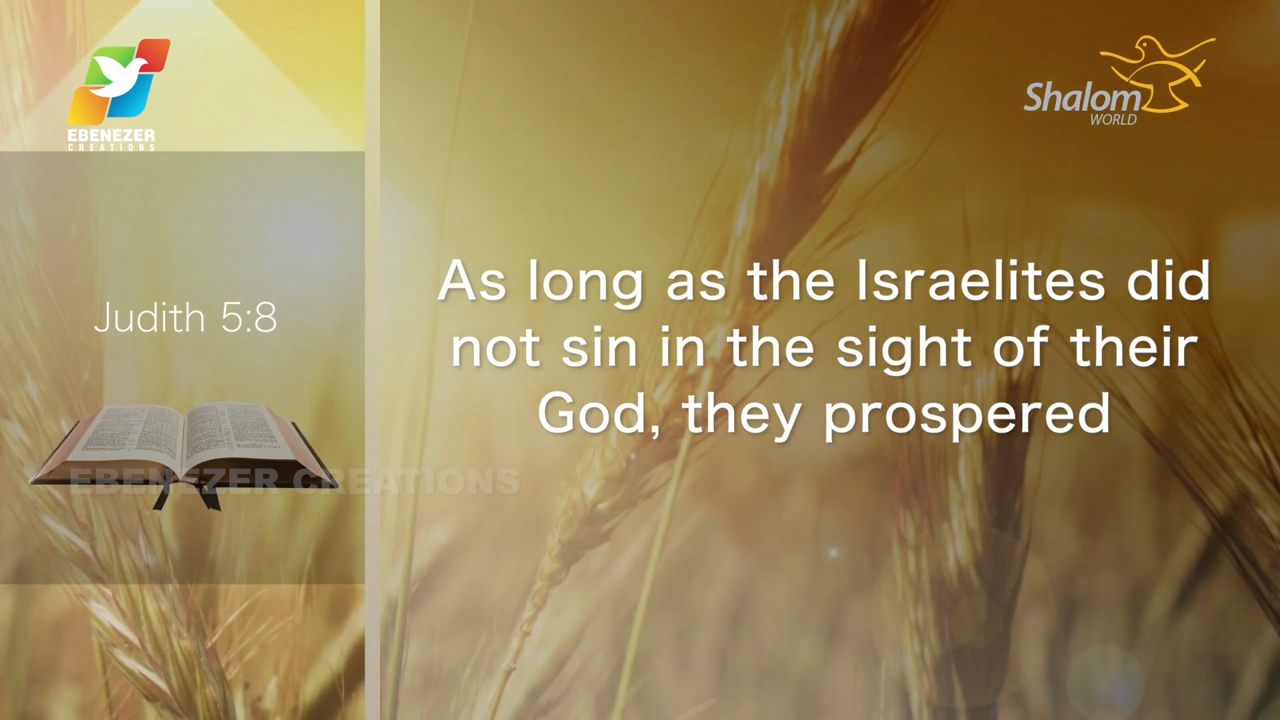 EBENEZER
CREATIONS
Shalom
WORLD
Judith 5:8
As long as the Israelites did
not sin in the sight of their
God, they prospered
EBENEZER CREATIONS